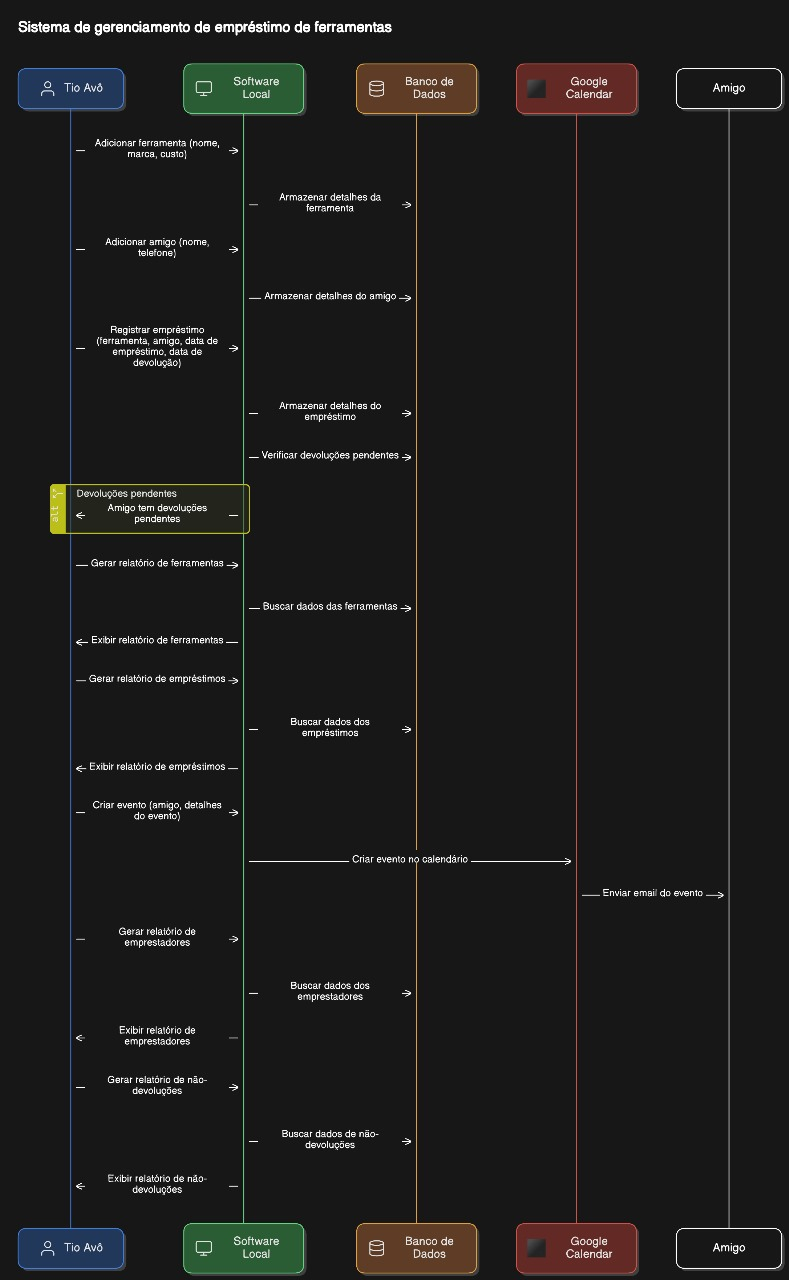 Sistema de gerenciamento de empréstimo de ferramentas
Tio Avô
Software
Local
Banco de
Dados
Google
Calendar
Amigo
Adicionar ferramenta (nome,
marca, custo)
Armazenar detalhes da
ferramenta
Adicionar amigo (nome,
telefone)
Armazenar detalhes do amigo
Registrar empréstimo
(ferramenta, amigo, data de
empréstimo, data de
devolução)
Armazenar detalhes do
empréstimo
Verificar devoluções pendentes
alt
Devoluções pendentes
Amigo tem devoluções
pendentes
Gerar relatório de ferramentas
Buscar dados das ferramentas
Exibir relatório de ferramentas
Gerar relatório de empréstimos
Buscar dados dos
empréstimos
Exibir relatório de empréstimos
Criar evento (amigo, detalhes
do evento)
Criar evento no calendário
Enviar email do evento
Gerar relatório de
emprestadores
Buscar dados dos
emprestadores
Exibir relatório de
emprestadores
Gerar relatório de não-
devoluções
Buscar dados de não-
devoluções
Exibir relatório de não-
devoluções
Tio Avô
Software
Local
Banco de
Dados
Google
Calendar
Amigo